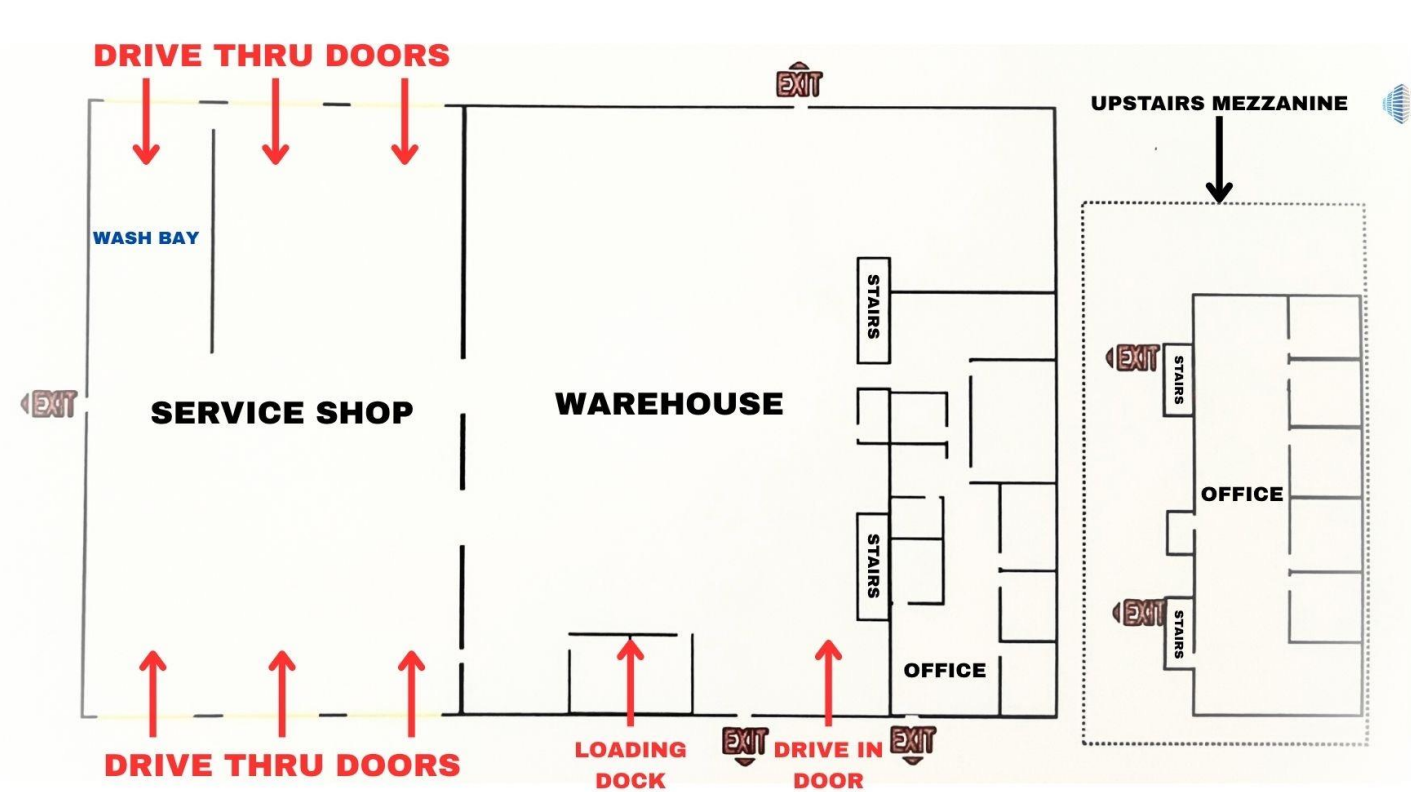 DRIVE THRU DOORS
EXIT
UPSTAIRS MEZZANINE
WASH BAY
STAIRS
EXIT
STAIRS
EXIT
SERVICE SHOP
WAREHOUSE
OFFICE
STAIRS
EXIT
STAIRS
OFFICE
DRIVE THRU DOORS
LOADING
DOCK
EXIT
DRIVE IN
DOOR
EXIT